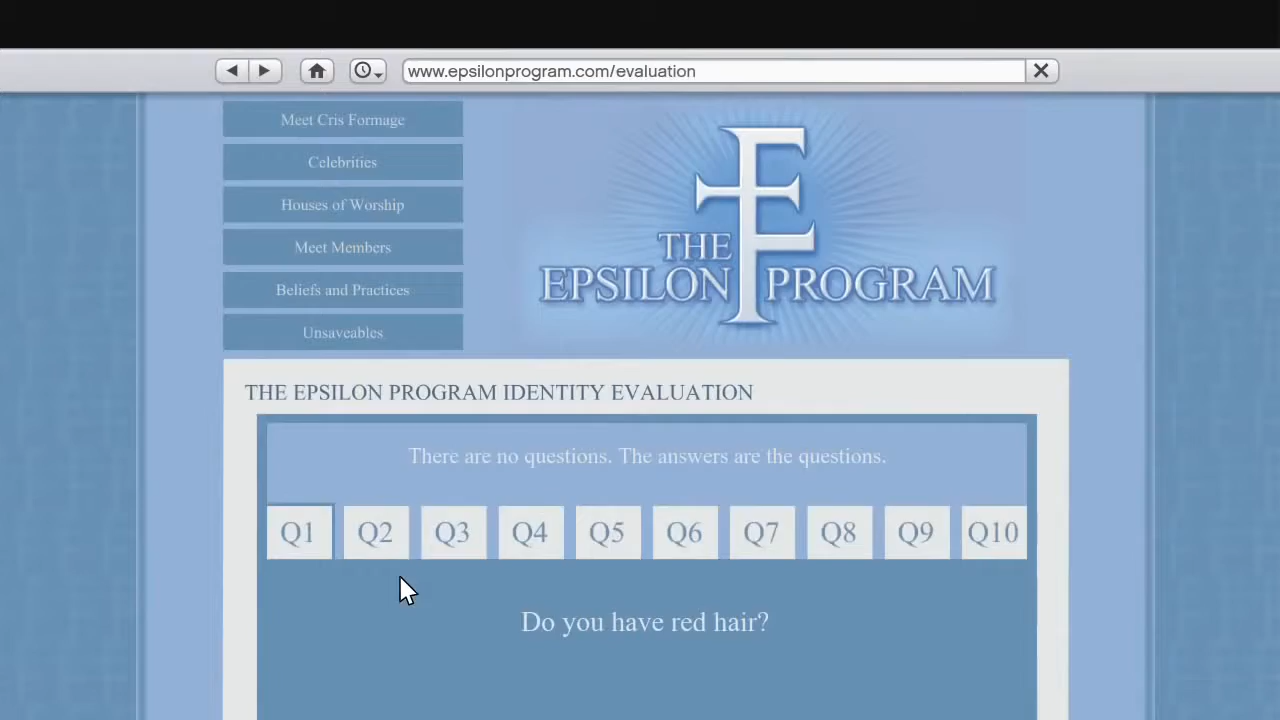 www.epsilonprogram.com/evaluation
Meet Cris Formage
Celebrities
Houses of Worship
Meet Members
Beliefs and Practices
Unsaveables
THE
EPSILON PROGRAM
THE EPSILON PROGRAM IDENTITY EVALUATION
There are no questions. The answers are the questions.
Q1 Q2 Q3 Q4 Q5 Q6 Q7 Q8 Q9 Q10
Do you have red hair?